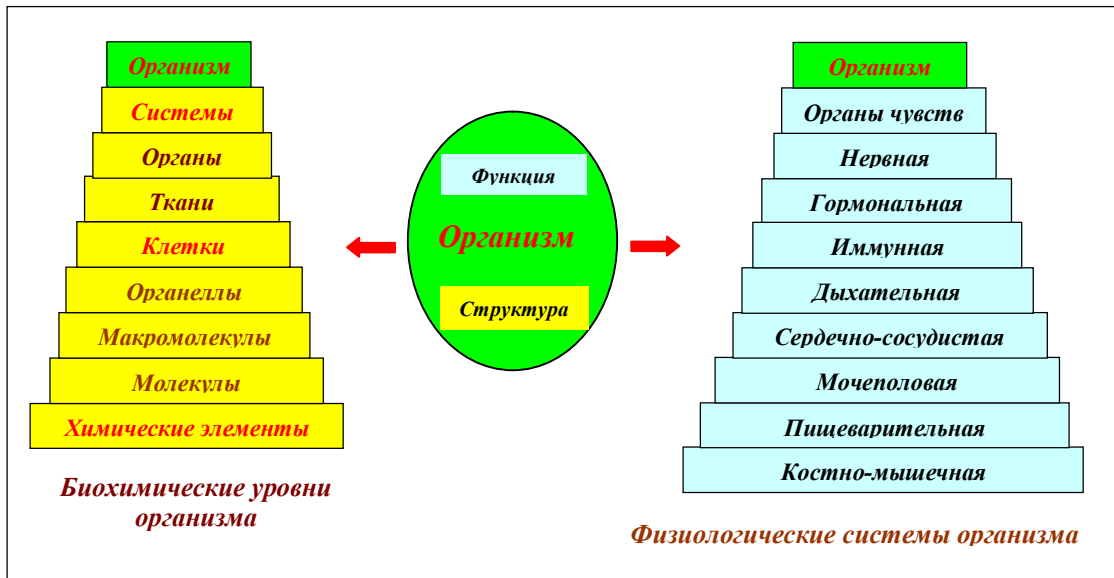 Организм
Системы
Органы
Ткани
Клетки
Органеллы
Макромолекулы
Молекулы
Химические элементы
Биохимические уровни
организма
Функция
Организм
Структура
Организм
Органы чувств
Нервная
Гормональная
Иммунная
Дыхательная
Сердечно-сосудистая
Мочеполовая
Пищеварительная
Костно-мышечная
Физиологические системы организма